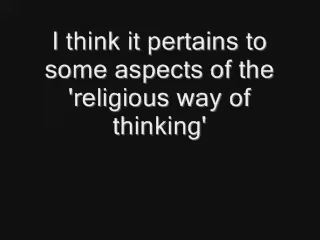 I think it pertains to
some aspects of the
'religious way of
thinking'